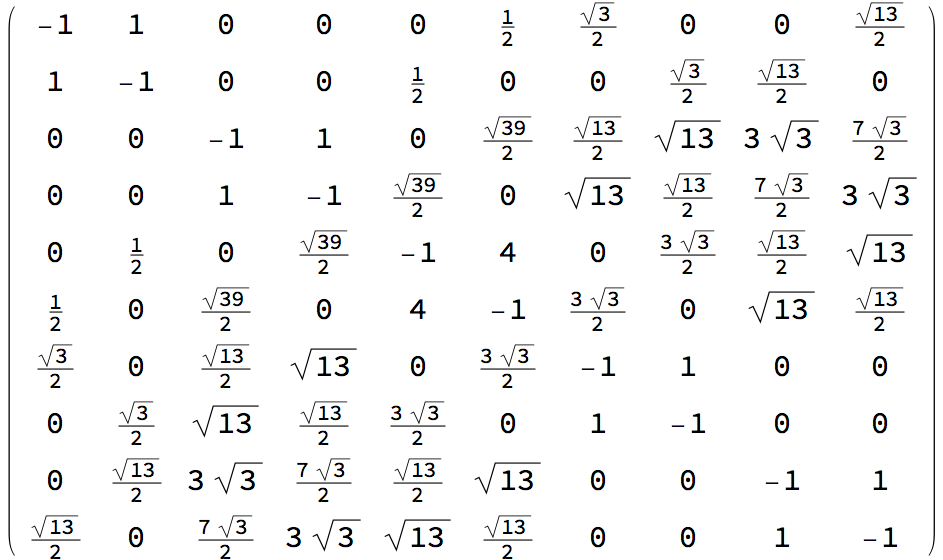 -1 1 0 0 0 1/2 √3/2 0 0 √13/2
1 -1 0 0 1/2 0 0 √3/2 √13/2 0
0 0 -1 1 0 √39/2 √13/2 √13 3√3 7√3/2
0 0 1 -1 √39/2 0 √13 √13/2 7√3/2 3√3
0 1/2 0 √39/2 -1 4 0 3√3/2 √13/2 √13
1/2 0 √39/2 0 4 -1 3√3/2 0 √13 √13/2
√3/2 0 √13/2 √13 0 3√3/2 -1 1 0 0
0 √3/2 √13 √13/2 3√3/2 0 1 -1 0 0
0 √13/2 3√3 7√3/2 √13/2 √13 0 0 -1 1
√13/2 0 7√3/2 3√3 √13 √13/2 0 0 1 -1